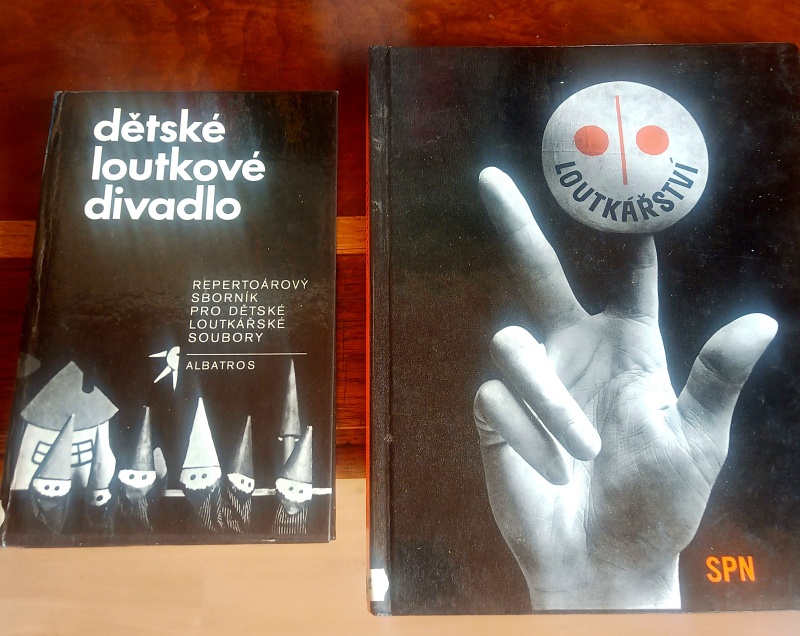 dětské
loutkové
divadlo
REPERTOÁROVÝ
SBORNÍK
PRO DĚTSKÉ
LOUTKÁŘSKÉ
SOUBORY
ALBATROS
LOUTKÁŘSTVÍ
SPN